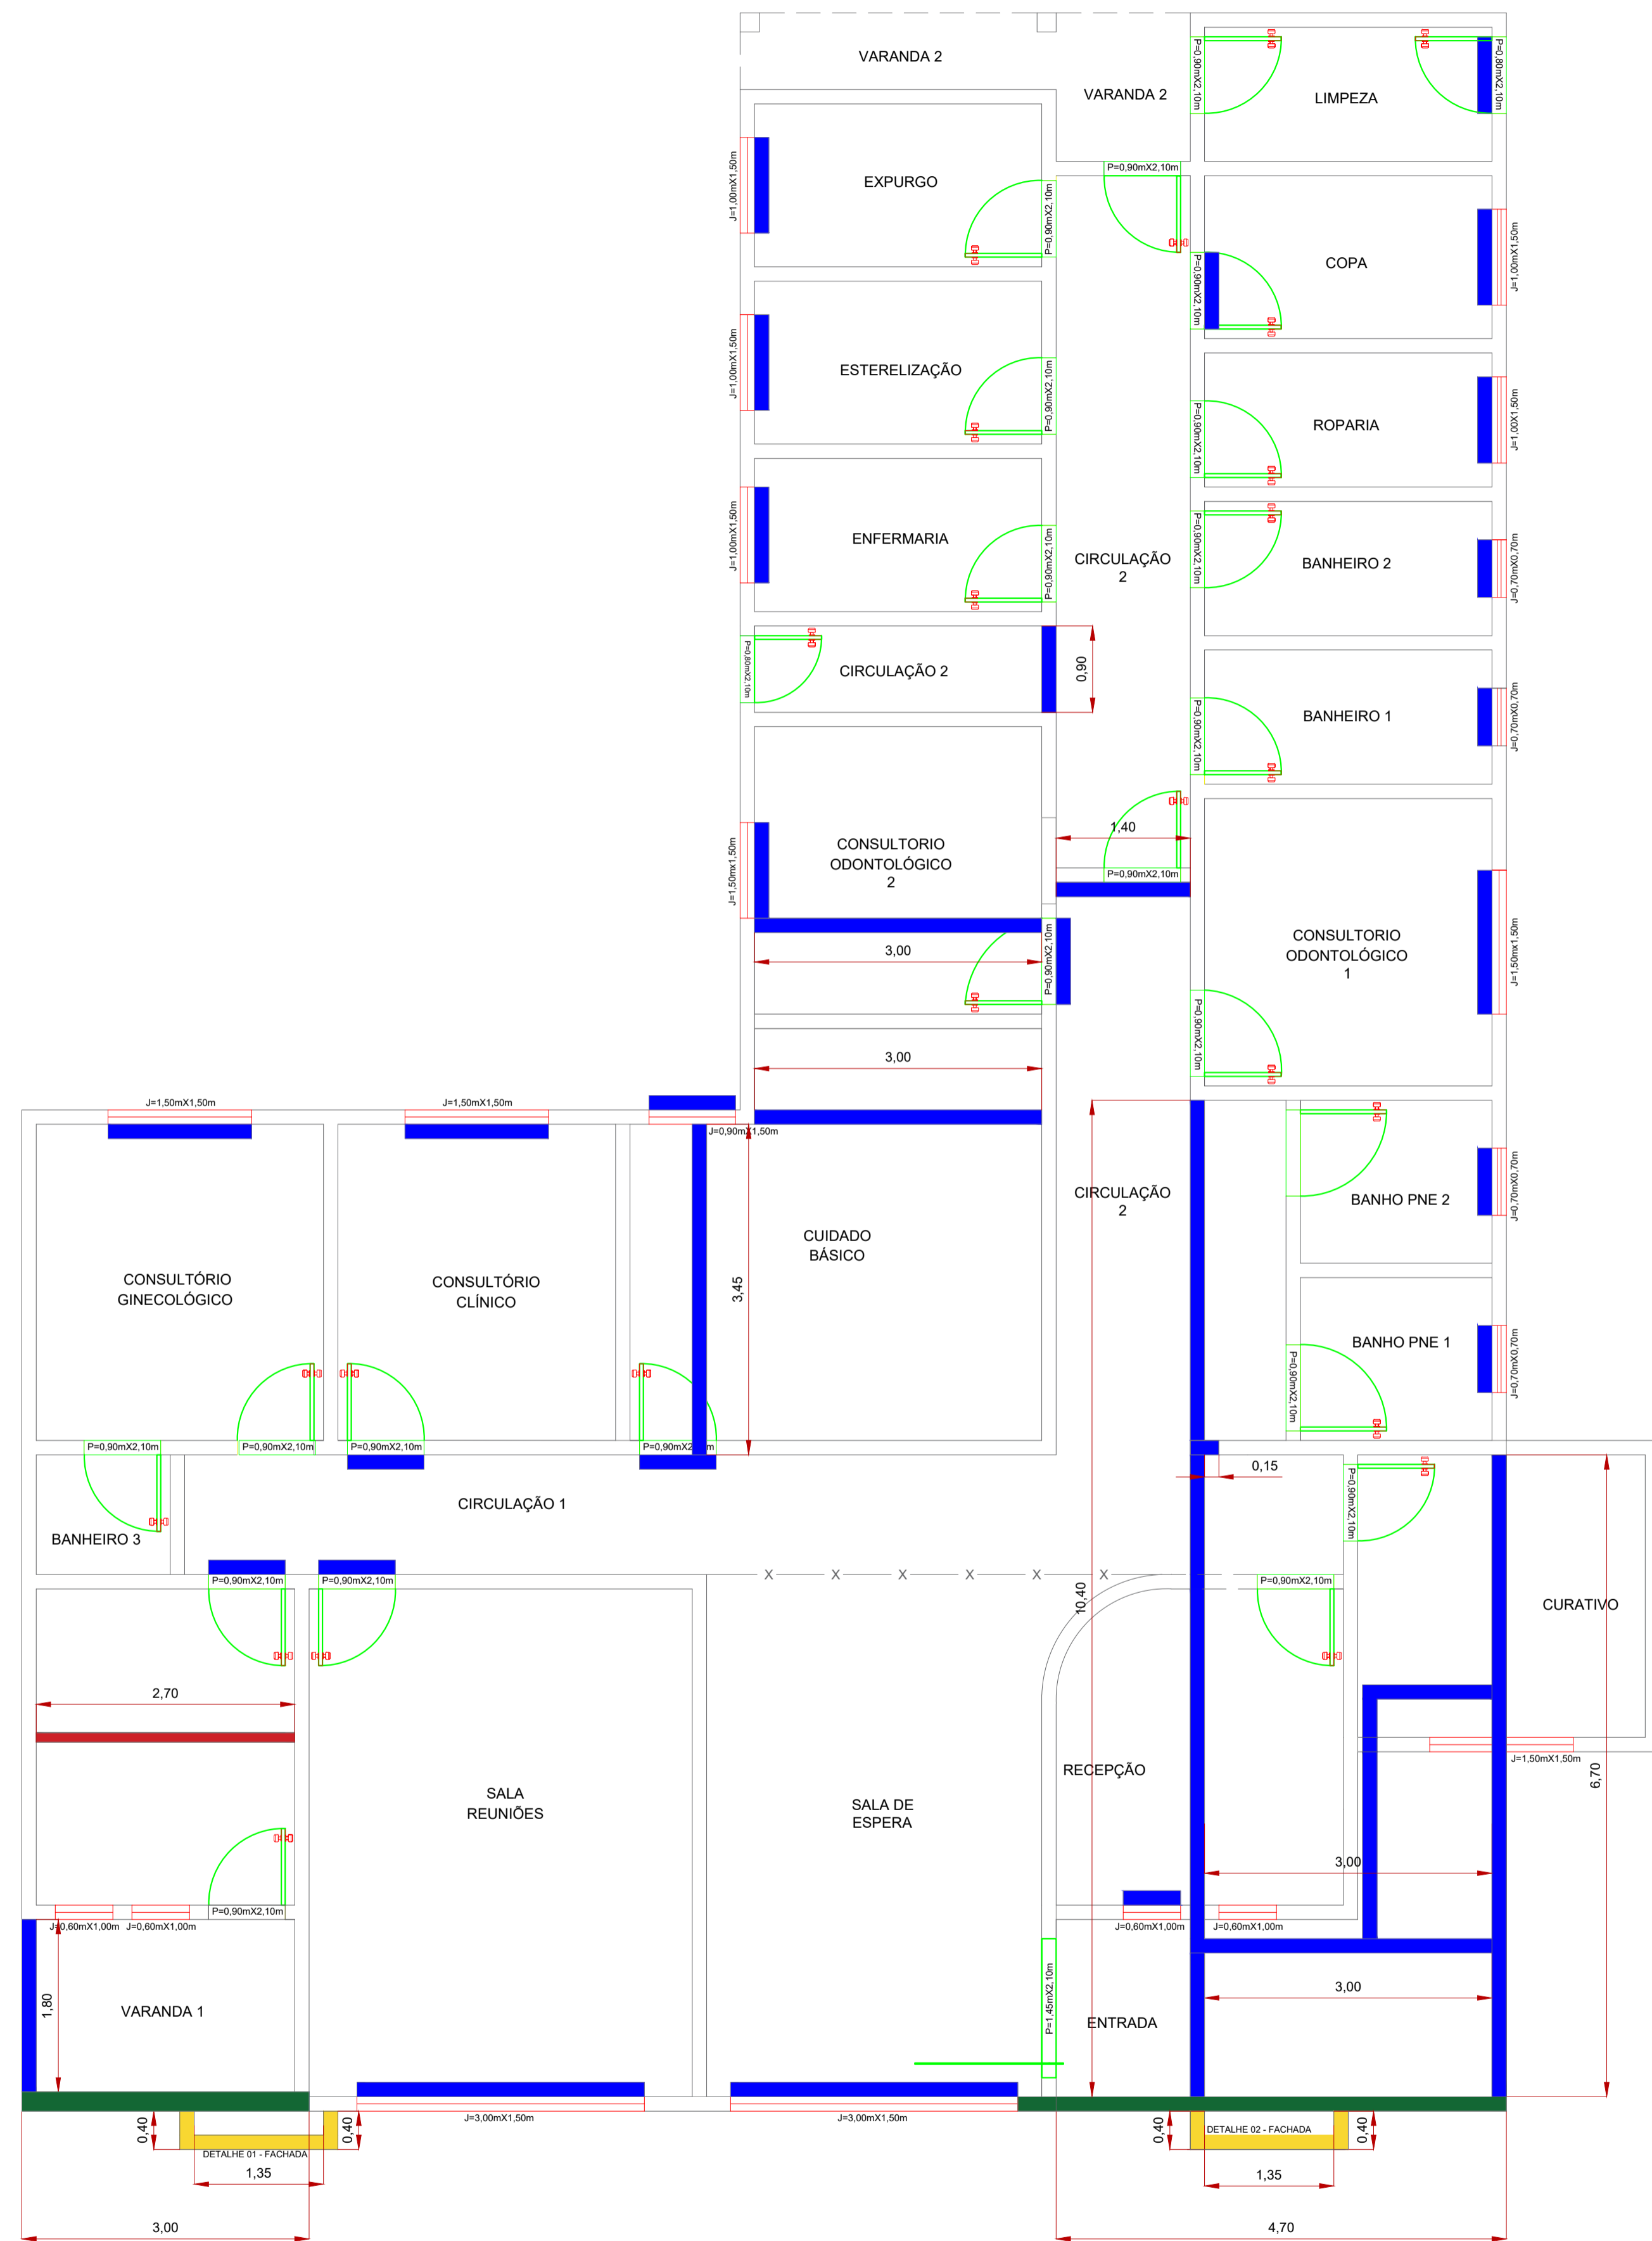 VARANDA 2
VARANDA 2
P=0,90mX2,10m
LIMPEZA
P=0,80mX2,10m
J=1,00mX1,50m
EXPURGO
P=0,90mX2,10m
P=0,90mX2,10m
P=0,90mX2,10m
COPA
J=1,00mX1,50m
J=1,00mX1,50m
ESTERELIZAÇÃO
P=0,90mX2,10m
P=0,90mX2,10m
ROPARIA
J=1,00X1,50m
J=1,00mX1,50m
ENFERMARIA
P=0,90mX2,10m
CIRCULAÇÃO
2
P=0,90mX2,10m
BANHEIRO 2
J=0,70mX0,70m
P=0,80mX2,10m
CIRCULAÇÃO 2
0,90
P=0,90mX2,10m
BANHEIRO 1
J=0,70mX0,70m
J=1,50mx1,50m
CONSULTORIO
ODONTOLÓGICO
2
1,40
P=0,90mX2,10m
CONSULTORIO
ODONTOLÓGICO
1
J=1,50mx1,50m
3,00
P=0,90mX2,10m
P=0,90mX2,10m
3,00
J=1,50mX1,50m
J=1,50mX1,50m
J=0,90mX1,50m
CONSULTÓRIO
GINECOLÓGICO
CONSULTÓRIO
CLÍNICO
3,45
CUIDADO
BÁSICO
CIRCULAÇÃO
2
BANHO PNE 2
J=0,70mX0,70m
P=0,90mX2,10m
BANHO PNE 1
J=0,70mX0,70m
P=0,90mX2,10m
P=0,90mX2,10m
P=0,90mX2,10m
P=0,90mX2,10m
BANHEIRO 3
CIRCULAÇÃO 1
0,15
P=0,90mX2,10m
P=0,90mX2,10m
P=0,90mX2,10m
X X X X X X
P=0,90mX2,10m
10,40
CURATIVO
2,70
J=1,50mX1,50m
6,70
SALA
REUNIÕES
SALA DE
ESPERA
RECEPÇÃO
3,00
P=0,90mX2,10m
J=0,60mX1,00m
J=0,60mX1,00m
J=0,60mX1,00m
J=0,60mX1,00m
1,80
VARANDA 1
P=1,45mX2,10m
ENTRADA
3,00
J=3,00mX1,50m
J=3,00mX1,50m
0,40
0,40
DETALHE 01 - FACHADA
1,35
0,40
DETALHE 02 - FACHADA
0,40
1,35
3,00
4,70